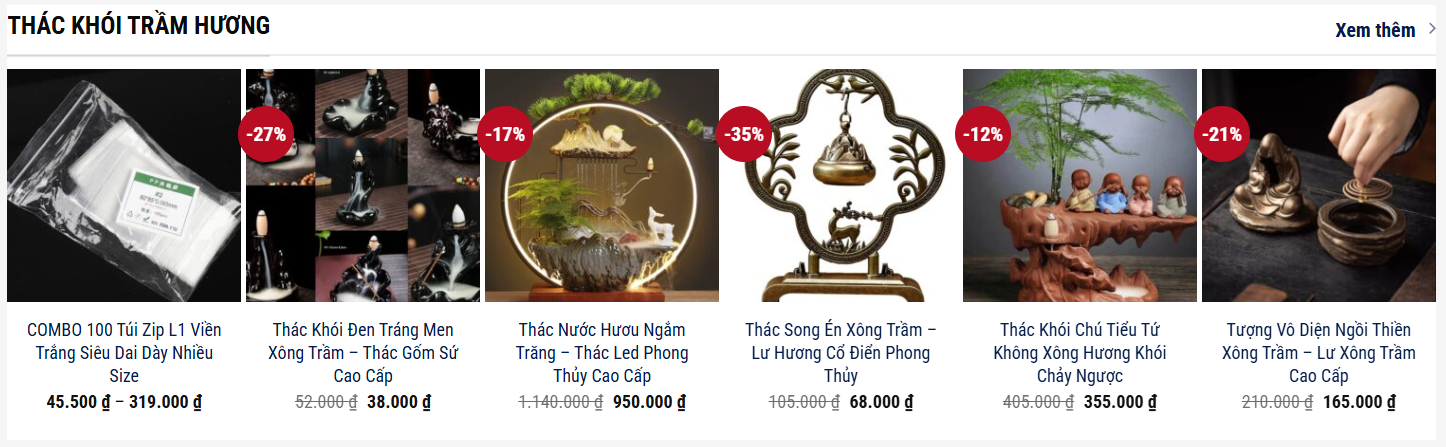 THÁC KHÓI TRẦM HƯƠNG
Xem thêm
-27%
-17%
-35%
-12%
-21%
COMBO 100 Túi Zip L1 Viền
Trắng Siêu Dai Dày Nhiều
Size
45.500 ₫ – 319.000 ₫
Thác Khói Đen Tráng Men
Xông Trầm – Thác Gốm Sứ
Cao Cấp
52.000 ₫ 38.000 ₫
Thác Nước Hươu Ngắm
Trăng – Thác Led Phong
Thủy Cao Cấp
1.140.000 ₫ 950.000 ₫
Thác Song Én Xông Trầm –
Lư Hương Cổ Điển Phong
Thủy
105.000 ₫ 68.000 ₫
Thác Khói Chú Tiểu Tứ
Không Xông Hương Khói
Chảy Ngược
405.000 ₫ 355.000 ₫
Tượng Vô Diện Ngồi Thiền
Xông Trầm – Lư Xông Trầm
Cao Cấp
210.000 ₫ 165.000 ₫